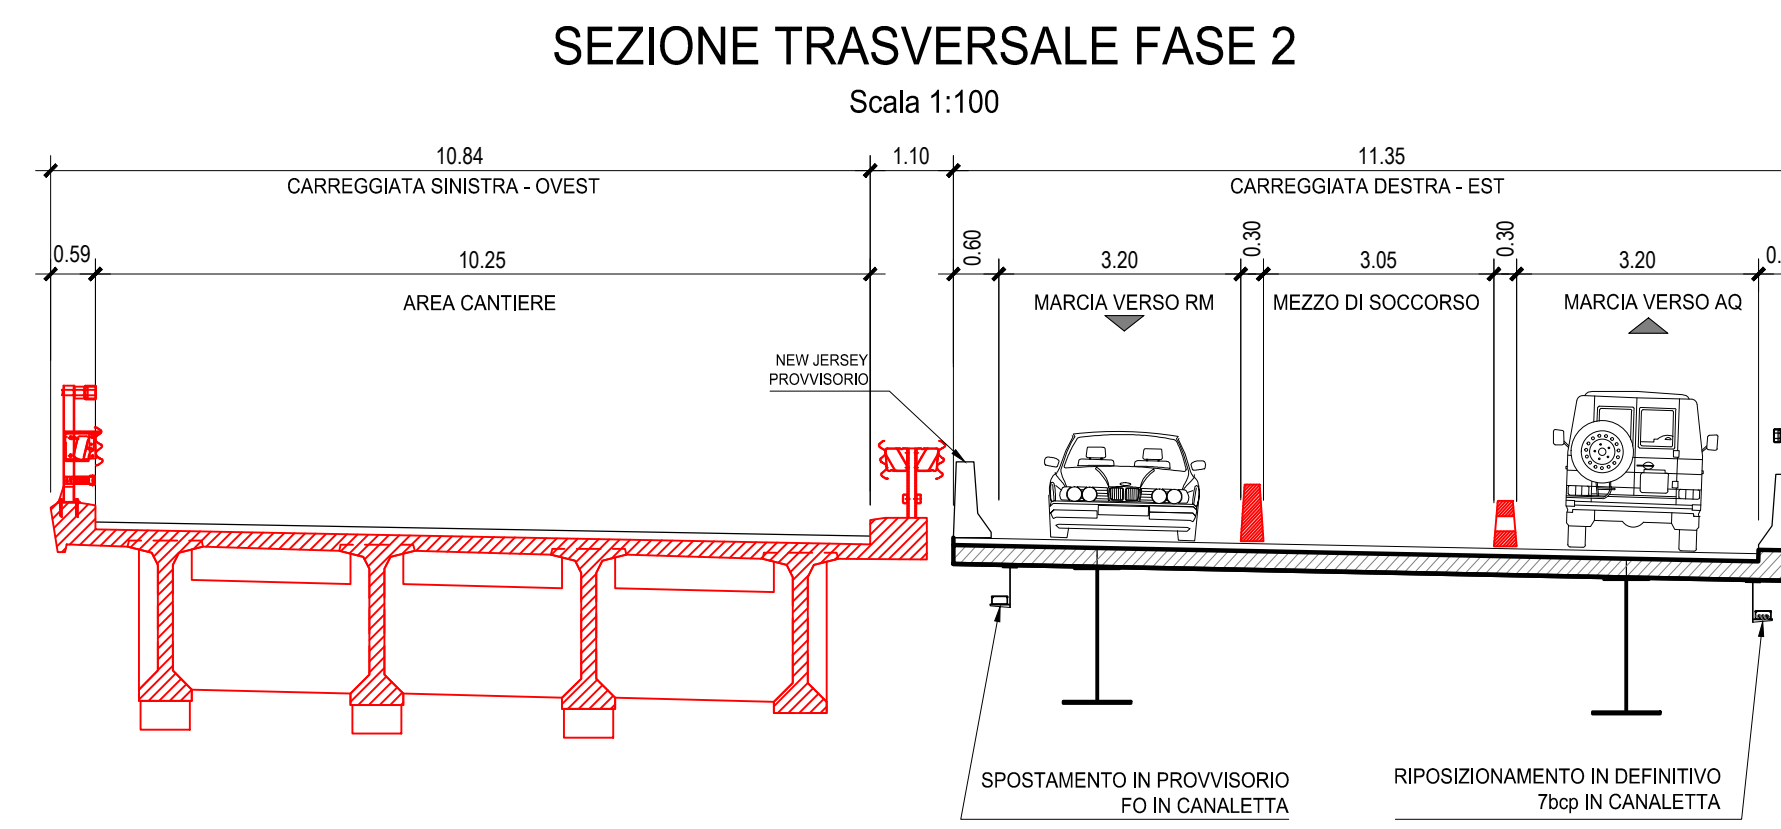 SEZIONE TRASVERSALE FASE 2
Scala 1:100
10.84
1.10
11.35
CARREGGIATA SINISTRA - OVEST
CARREGGIATA DESTRA - EST
0.59
10.25
0.60
3.20
0.30
3.05
0.30
3.20
0.
AREA CANTIERE
MARCIA VERSO RM
MEZZO DI SOCCORSO
MARCIA VERSO AQ
NEW JERSEY
PROVVISORIO
SPOSTAMENTO IN PROVVISORIO
FO IN CANALETTA
RIPOSIZIONAMENTO IN DEFINITIVO
7bcp IN CANALETTA